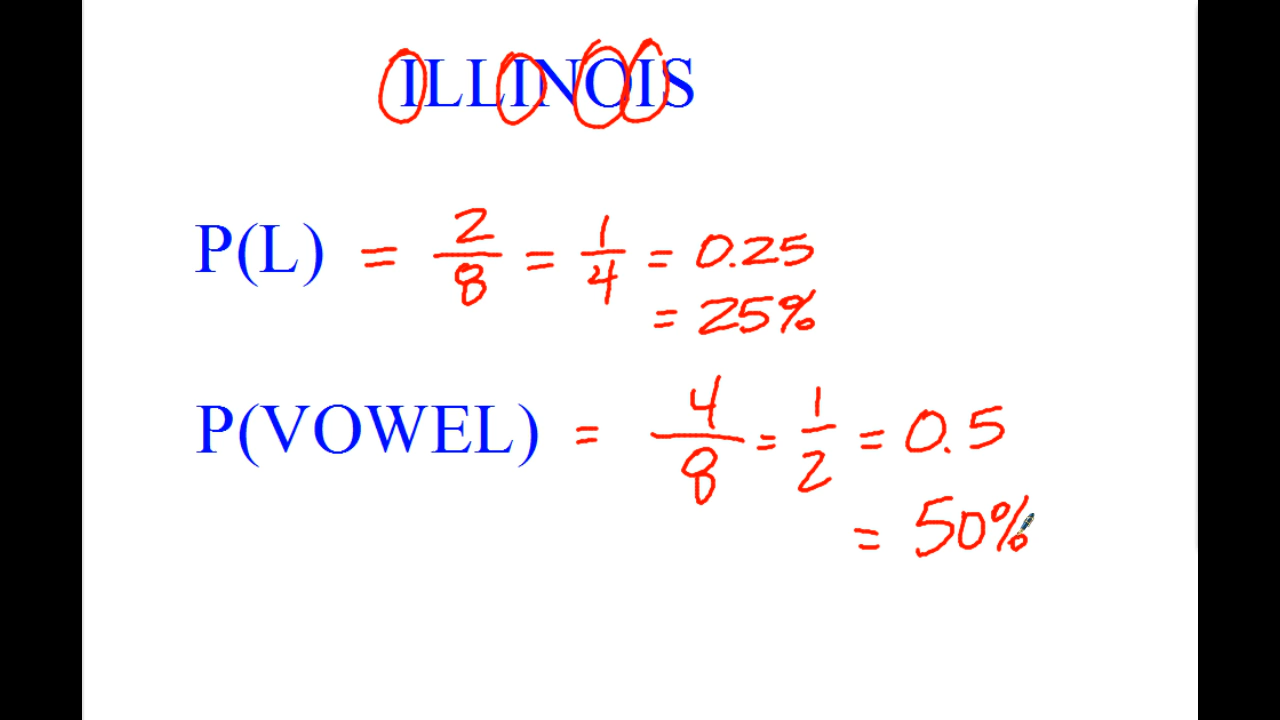 ILLINOIS
P(L) = 2/8 = 1/4 = 0.25
= 25%
P(VOWEL) = 4/8 = 1/2 = 0.5
= 50%